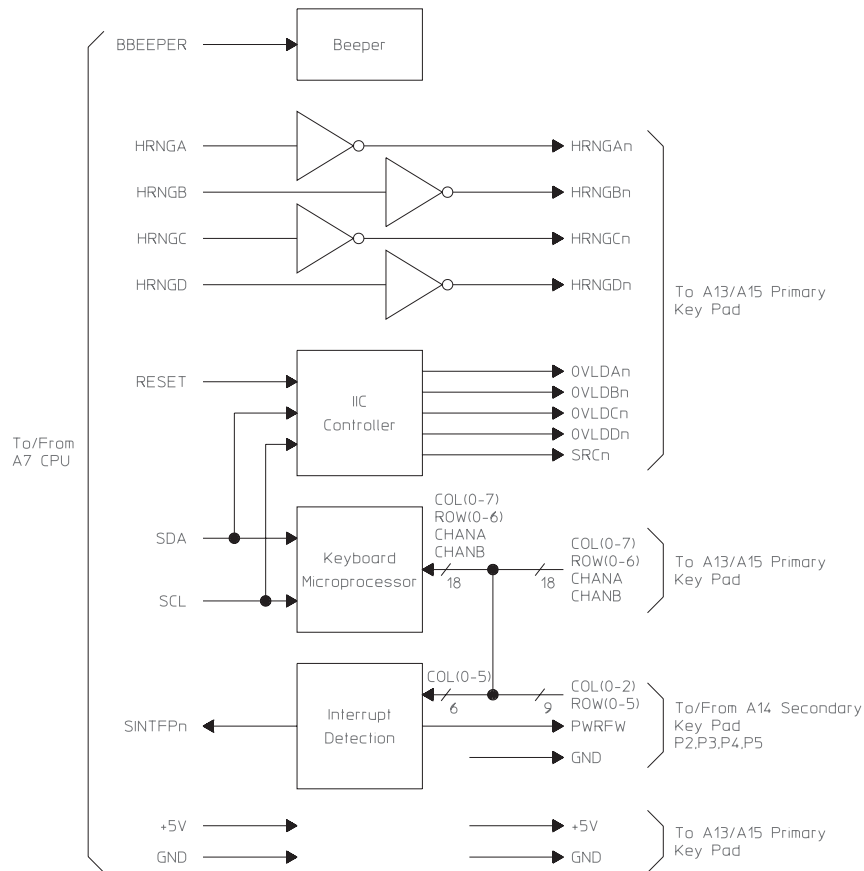 BBEEPER
Beeper
HRNGA
HRNGAn
HRNGB
HRNGBn
HRNGC
HRNGCn
HRNGD
HRNGDn
To A13/A15 Primary
Key Pad
RESET
IIC
Controller
OVLDAn
OVLDBn
OVLDCn
OVLDDn
SRCn
To/From
A7 CPU
SDA
SCL
Keyboard
Microprocessor
COL(0-7)
ROW(0-6)
CHANA
CHANB
18
18
COL(0-7)
ROW(0-6)
CHANA
CHANB
To A13/A15 Primary
Key Pad
SINTFPn
Interrupt
Detection
COL(0-5)
6
9
COL(0-2)
ROW(0-5)
PWRFW
GND
To/From A14 Secondary
Key Pad
P2,P3,P4,P5
+5V
+5V
GND
GND
To A13/A15 Primary
Key Pad